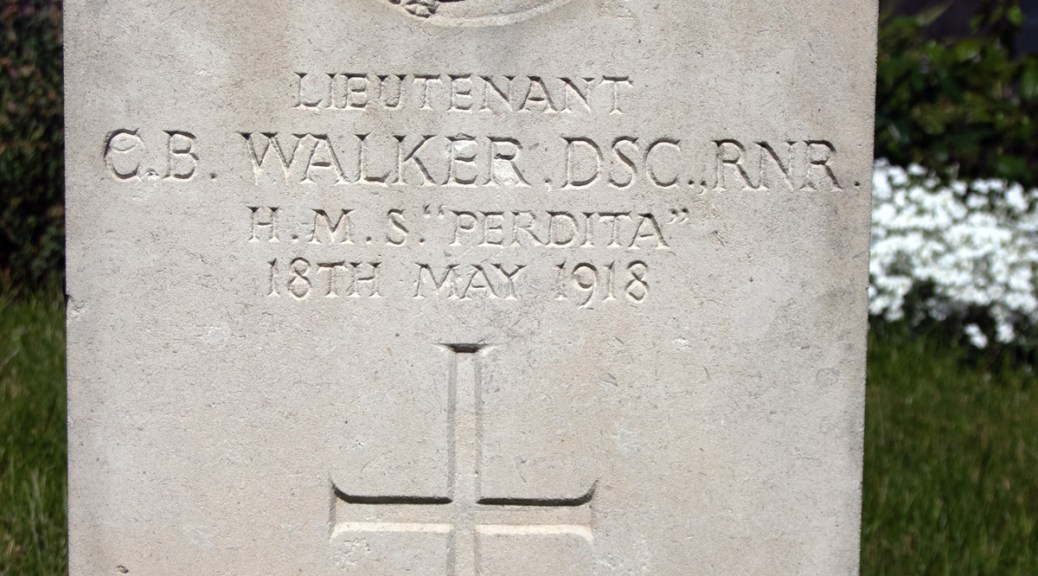 LIEUTENANT
C.B. WALKER, DSC., RNR.
H.M.S. "PERDITA"
18TH MAY 1918